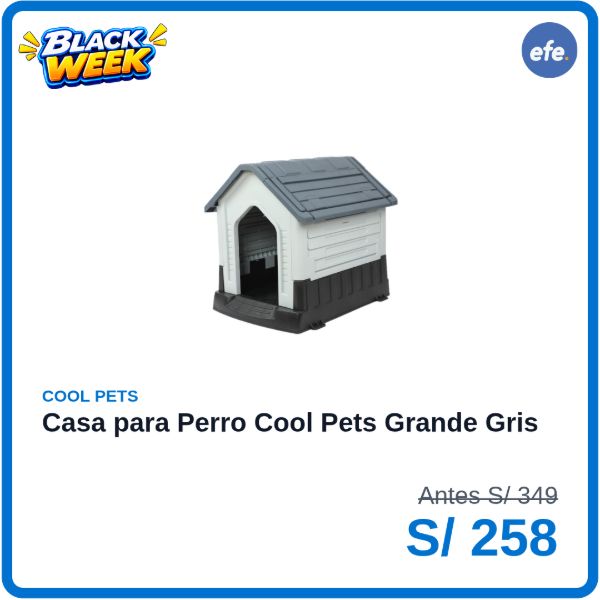 BLACK
WEEK
efe.
COOL PETS
Casa para Perro Cool Pets Grande Gris
Antes S/ 349
S/ 258